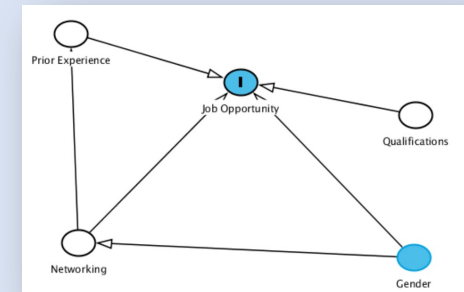 Prior Experience
I
Job Opportunity
Qualifications
Networking
Gender